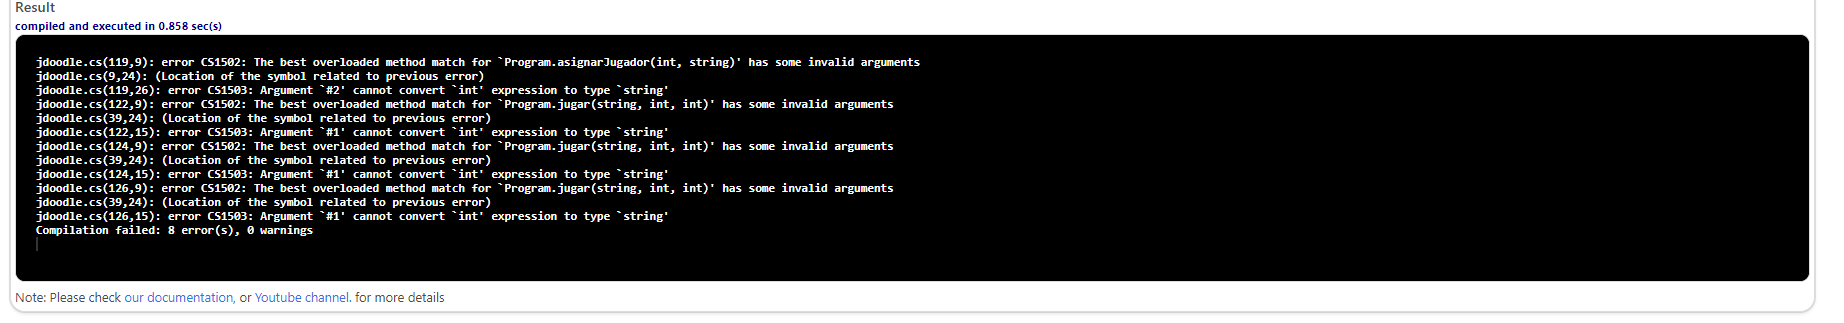 Result
compiled and executed in 0.858 sec(s)
jdoodle.cs(119,9): error CS1502: The best overloaded method match for `Program.asignarJugador(int, string)' has some invalid arguments
jdoodle.cs(9,24): (Location of the symbol related to previous error)
jdoodle.cs(119,26): error CS1503: Argument `#2' cannot convert `int' expression to type `string'
jdoodle.cs(122,9): error CS1502: The best overloaded method match for `Program.jugar(string, int, int)' has some invalid arguments
jdoodle.cs(39,24): (Location of the symbol related to previous error)
jdoodle.cs(122,15): error CS1503: Argument `#1' cannot convert `int' expression to type `string'
jdoodle.cs(124,9): error CS1502: The best overloaded method match for `Program.jugar(string, int, int)' has some invalid arguments
jdoodle.cs(39,24): (Location of the symbol related to previous error)
jdoodle.cs(124,15): error CS1503: Argument `#1' cannot convert `int' expression to type `string'
jdoodle.cs(126,9): error CS1502: The best overloaded method match for `Program.jugar(string, int, int)' has some invalid arguments
jdoodle.cs(39,24): (Location of the symbol related to previous error)
jdoodle.cs(126,15): error CS1503: Argument `#1' cannot convert `int' expression to type `string'
Compilation failed: 8 error(s), 0 warnings
Note: Please check our documentation, or Youtube channel. for more details